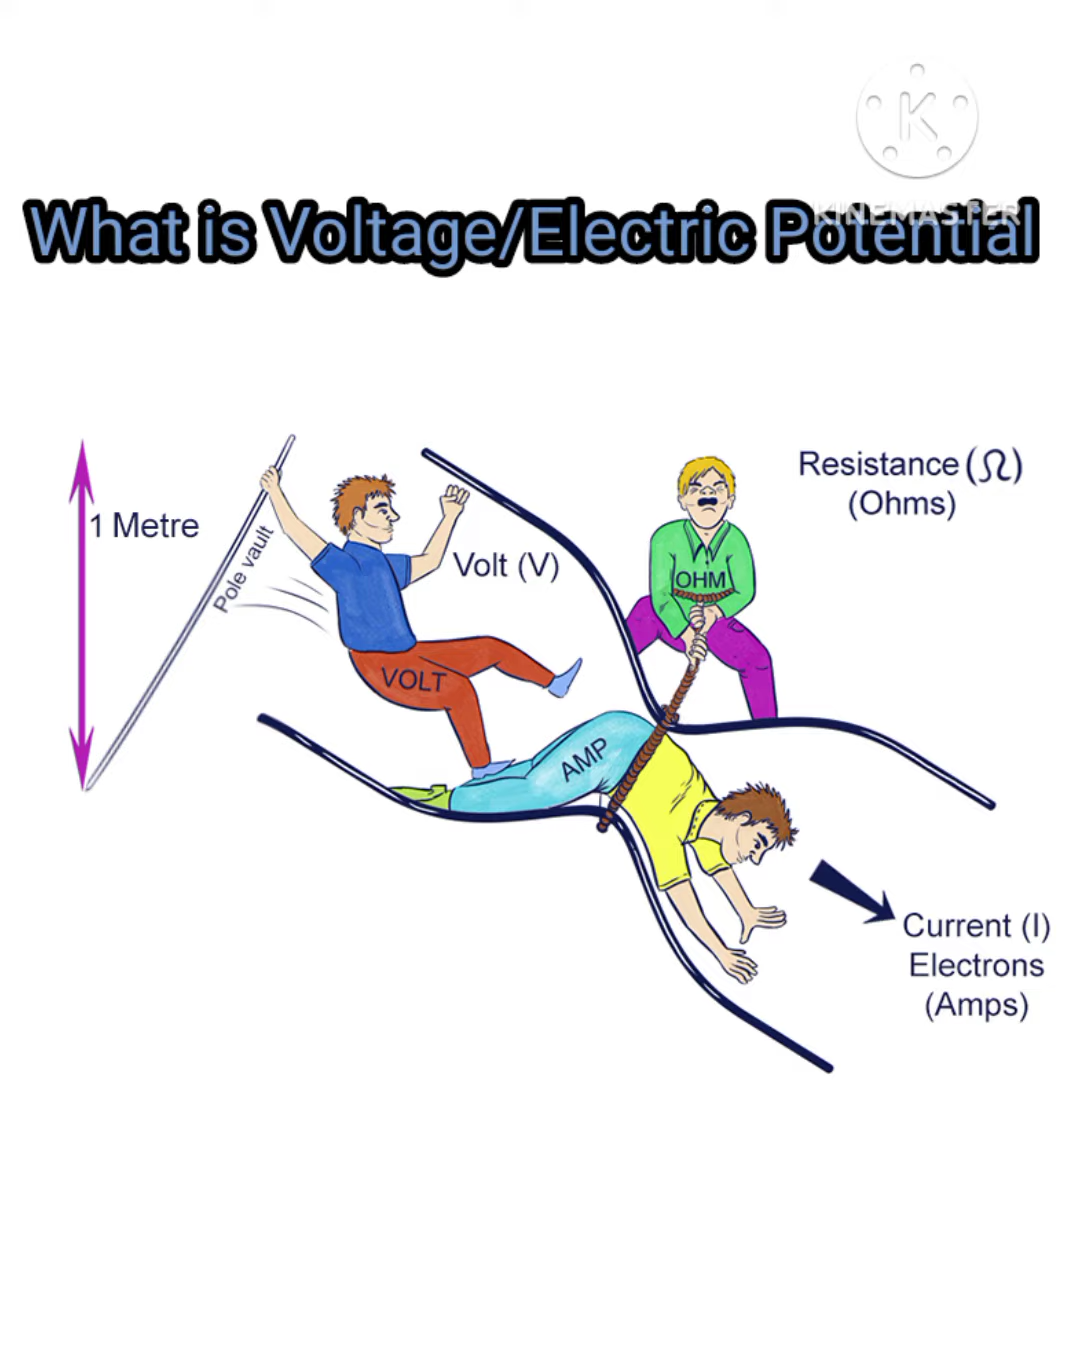 KINEMASTER
What is Voltage/Electric Potential
Resistance (Ω)
(Ohms)
1 Metre
Pole vault
Volt (V)
OHM
VOLT
AMP
Current (I)
Electrons
(Amps)